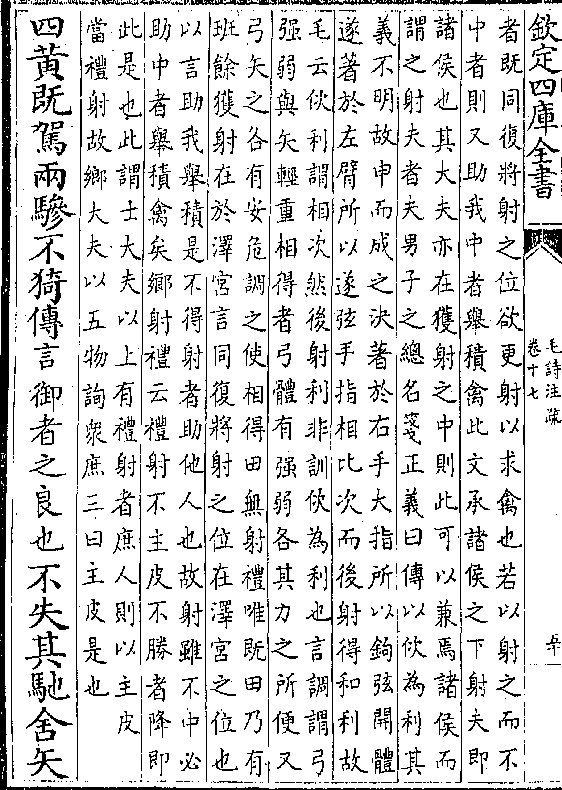 欽定四庫全書
毛詩注疏
卷十七
者既同復將射之位欲更射以求禽也若以射之而不
中者則又助我中者舉積禽此文承諸侯之下射夫即
諸侯也其大夫亦在獲射之中則此可以兼焉諸侯而
謂之射夫者夫男子之總名箋正義曰傳以佽為利其
義不明故申而成之決著於右手大指所以鉤弦開體
遂著於左臂所以遂弦手指相比次而後射得和利故
毛云佽利謂相次然後射利非訓佽為利也言調謂弓
强弱與矢輕重相得者弓體有强弱各其力之所便又
弓矢之各有安危調之使相得田無射禮唯既田乃有
班餘獲射在於澤宮言同復將射之位在澤宮之位也
以言助我舉積是不得射者助他人也故射雖不中必
助中者舉積禽矣鄉射禮云禮射不主皮不勝者降即
此是也此謂士大夫以上有禮射者庶人則以主皮
當禮射故鄉大夫以五物詢衆庶三曰主皮是也
四黄既駕兩驂不猗傳言御者之良也不失其馳舍矢